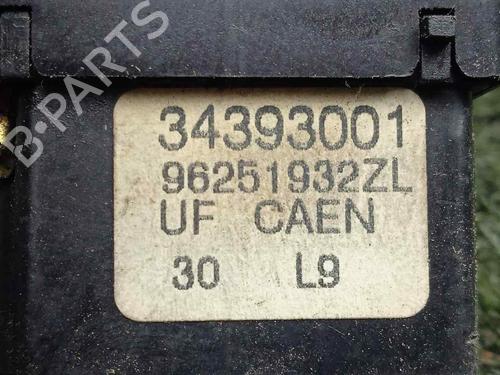 B-PARTS
34393001
96251932ZL
UF CAEN
30 L9